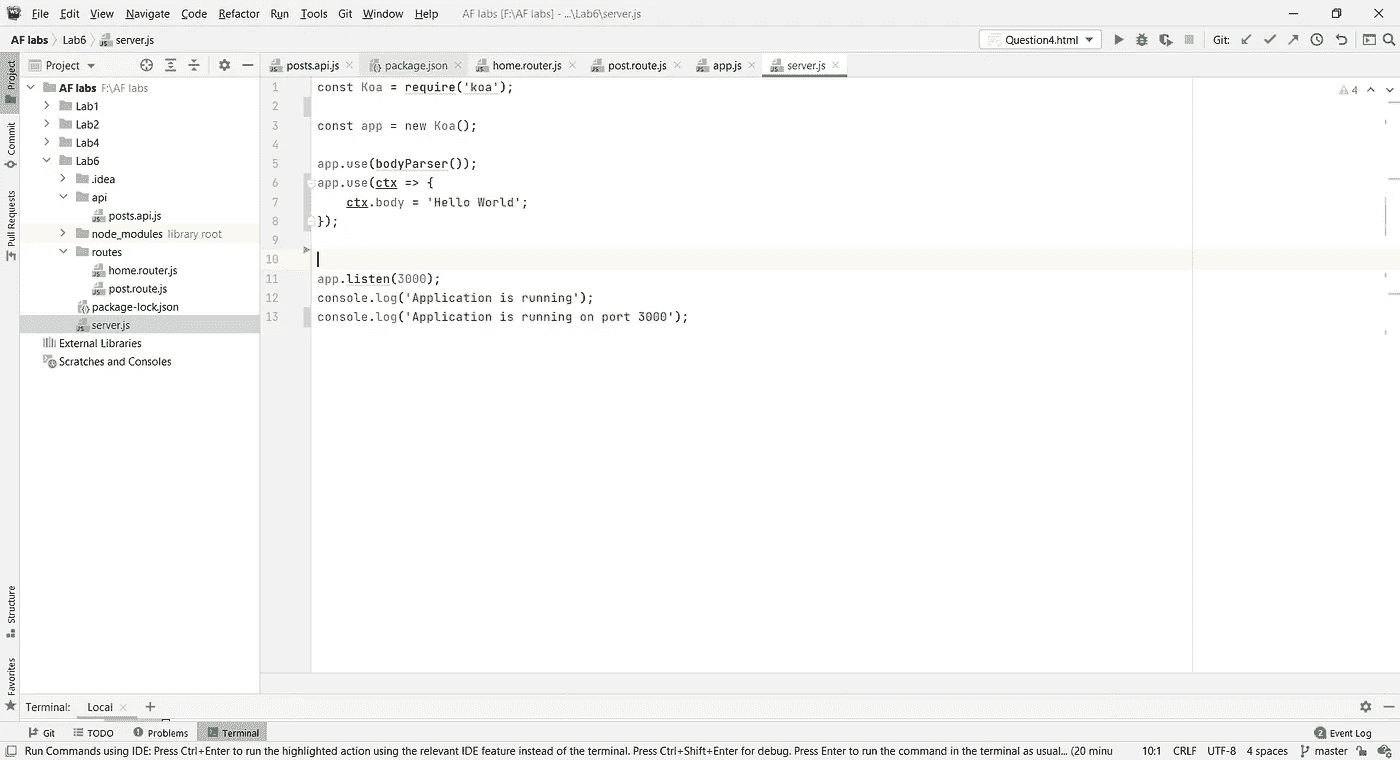 File Edit View Navigate Code Refactor Run Tools Git Window Help AF labs [F:\AF labs] - ...\Lab6\server.js
AF labs Lab6 server.js Question4.html Git:
Project posts.api.js package.json home.router.js post.route.js app.js server.js
Project
Commit
Pull Requests
Structure
Favorites
AF labs F:\AF labs
Lab1
Lab2
Lab4
Lab6
.idea
api
posts.api.js
node_modules library root
routes
home.router.js
post.route.js
package-lock.json
server.js
External Libraries
Scratches and Consoles
4
1 const Koa = require('koa');
2
3 const app = new Koa();
4
5 app.use(bodyParser());
6 app.use(ctx => {
7 ctx.body = 'Hello World';
8 });
9
10
11 app.listen(3000);
12 console.log('Application is running');
13 console.log('Application is running on port 3000');
Terminal: Local
Git TODO Problems Terminal 2 Event Log
Run Commands using IDE: Press Ctrl+Enter to run the highlighted action using the relevant IDE feature instead of the terminal. Press Ctrl+Shift+Enter for debug. Press Enter to run the command in the terminal as usual... (20 minu 10:1 CRLF UTF-8 4 spaces master